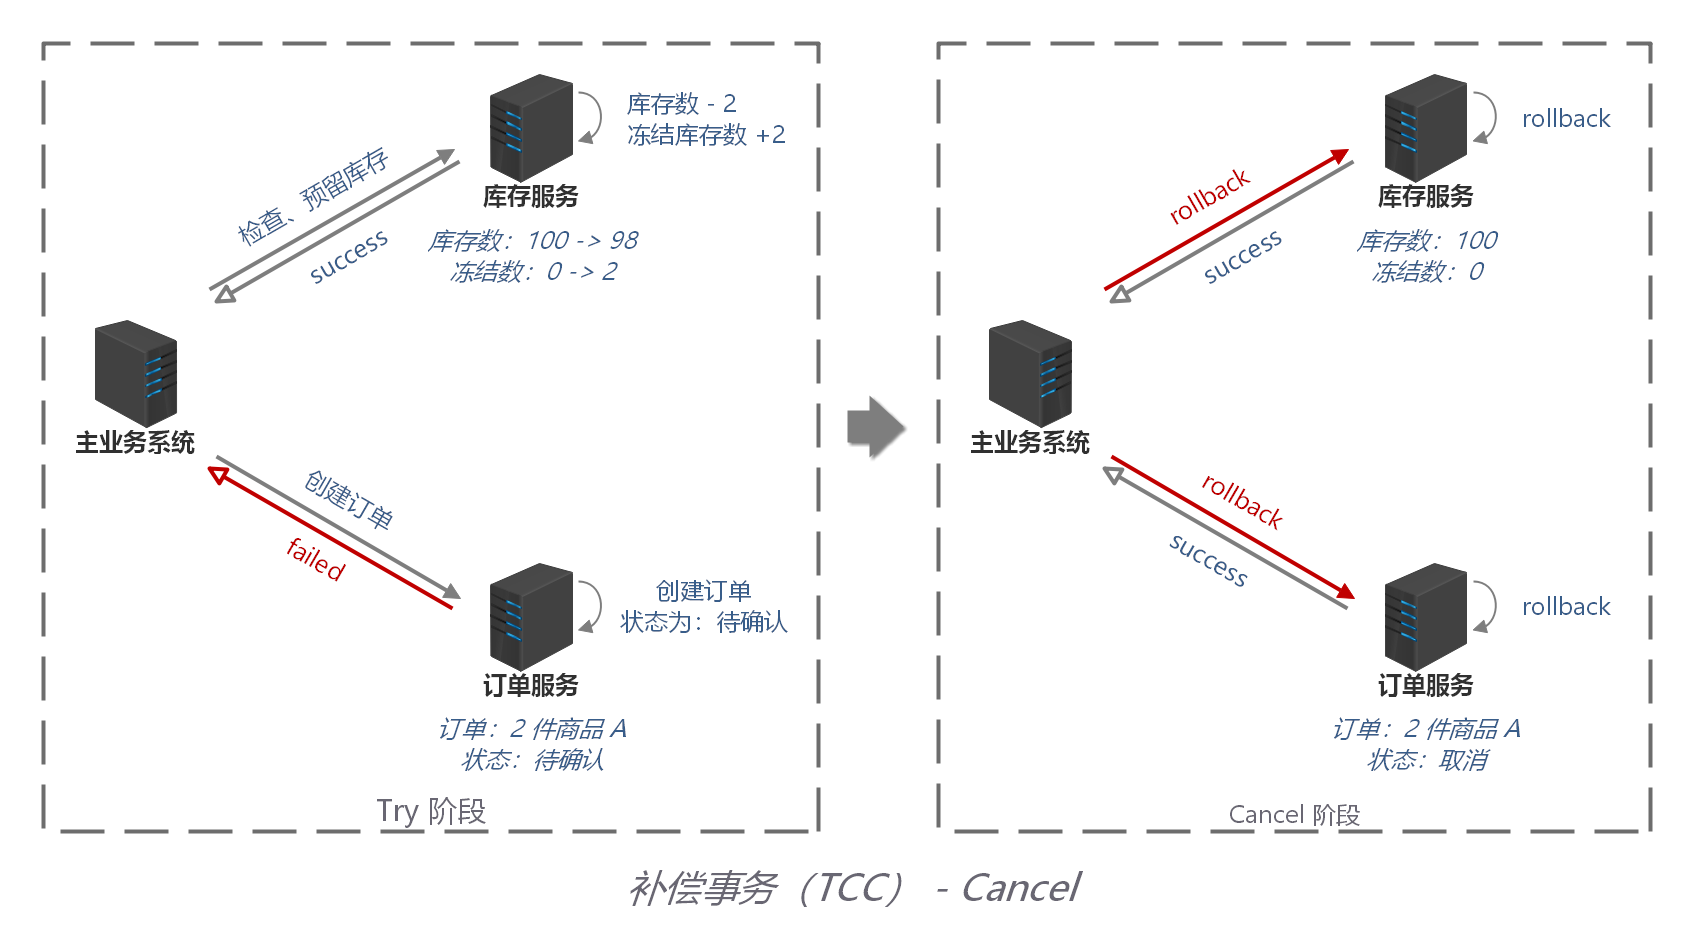 库存数 - 2
冻结库存数 +2
检查、预留库存
success
库存服务
库存数：100 -> 98
冻结数：0 -> 2
主业务系统
创建订单
failed
创建订单
状态为：待确认
订单服务
订单：2 件商品 A
状态：待确认
Try 阶段
rollback
rollback
success
库存服务
库存数：100
冻结数：0
主业务系统
rollback
success
rollback
订单服务
订单：2 件商品 A
状态：取消
Cancel 阶段
补偿事务（TCC） - Cancel